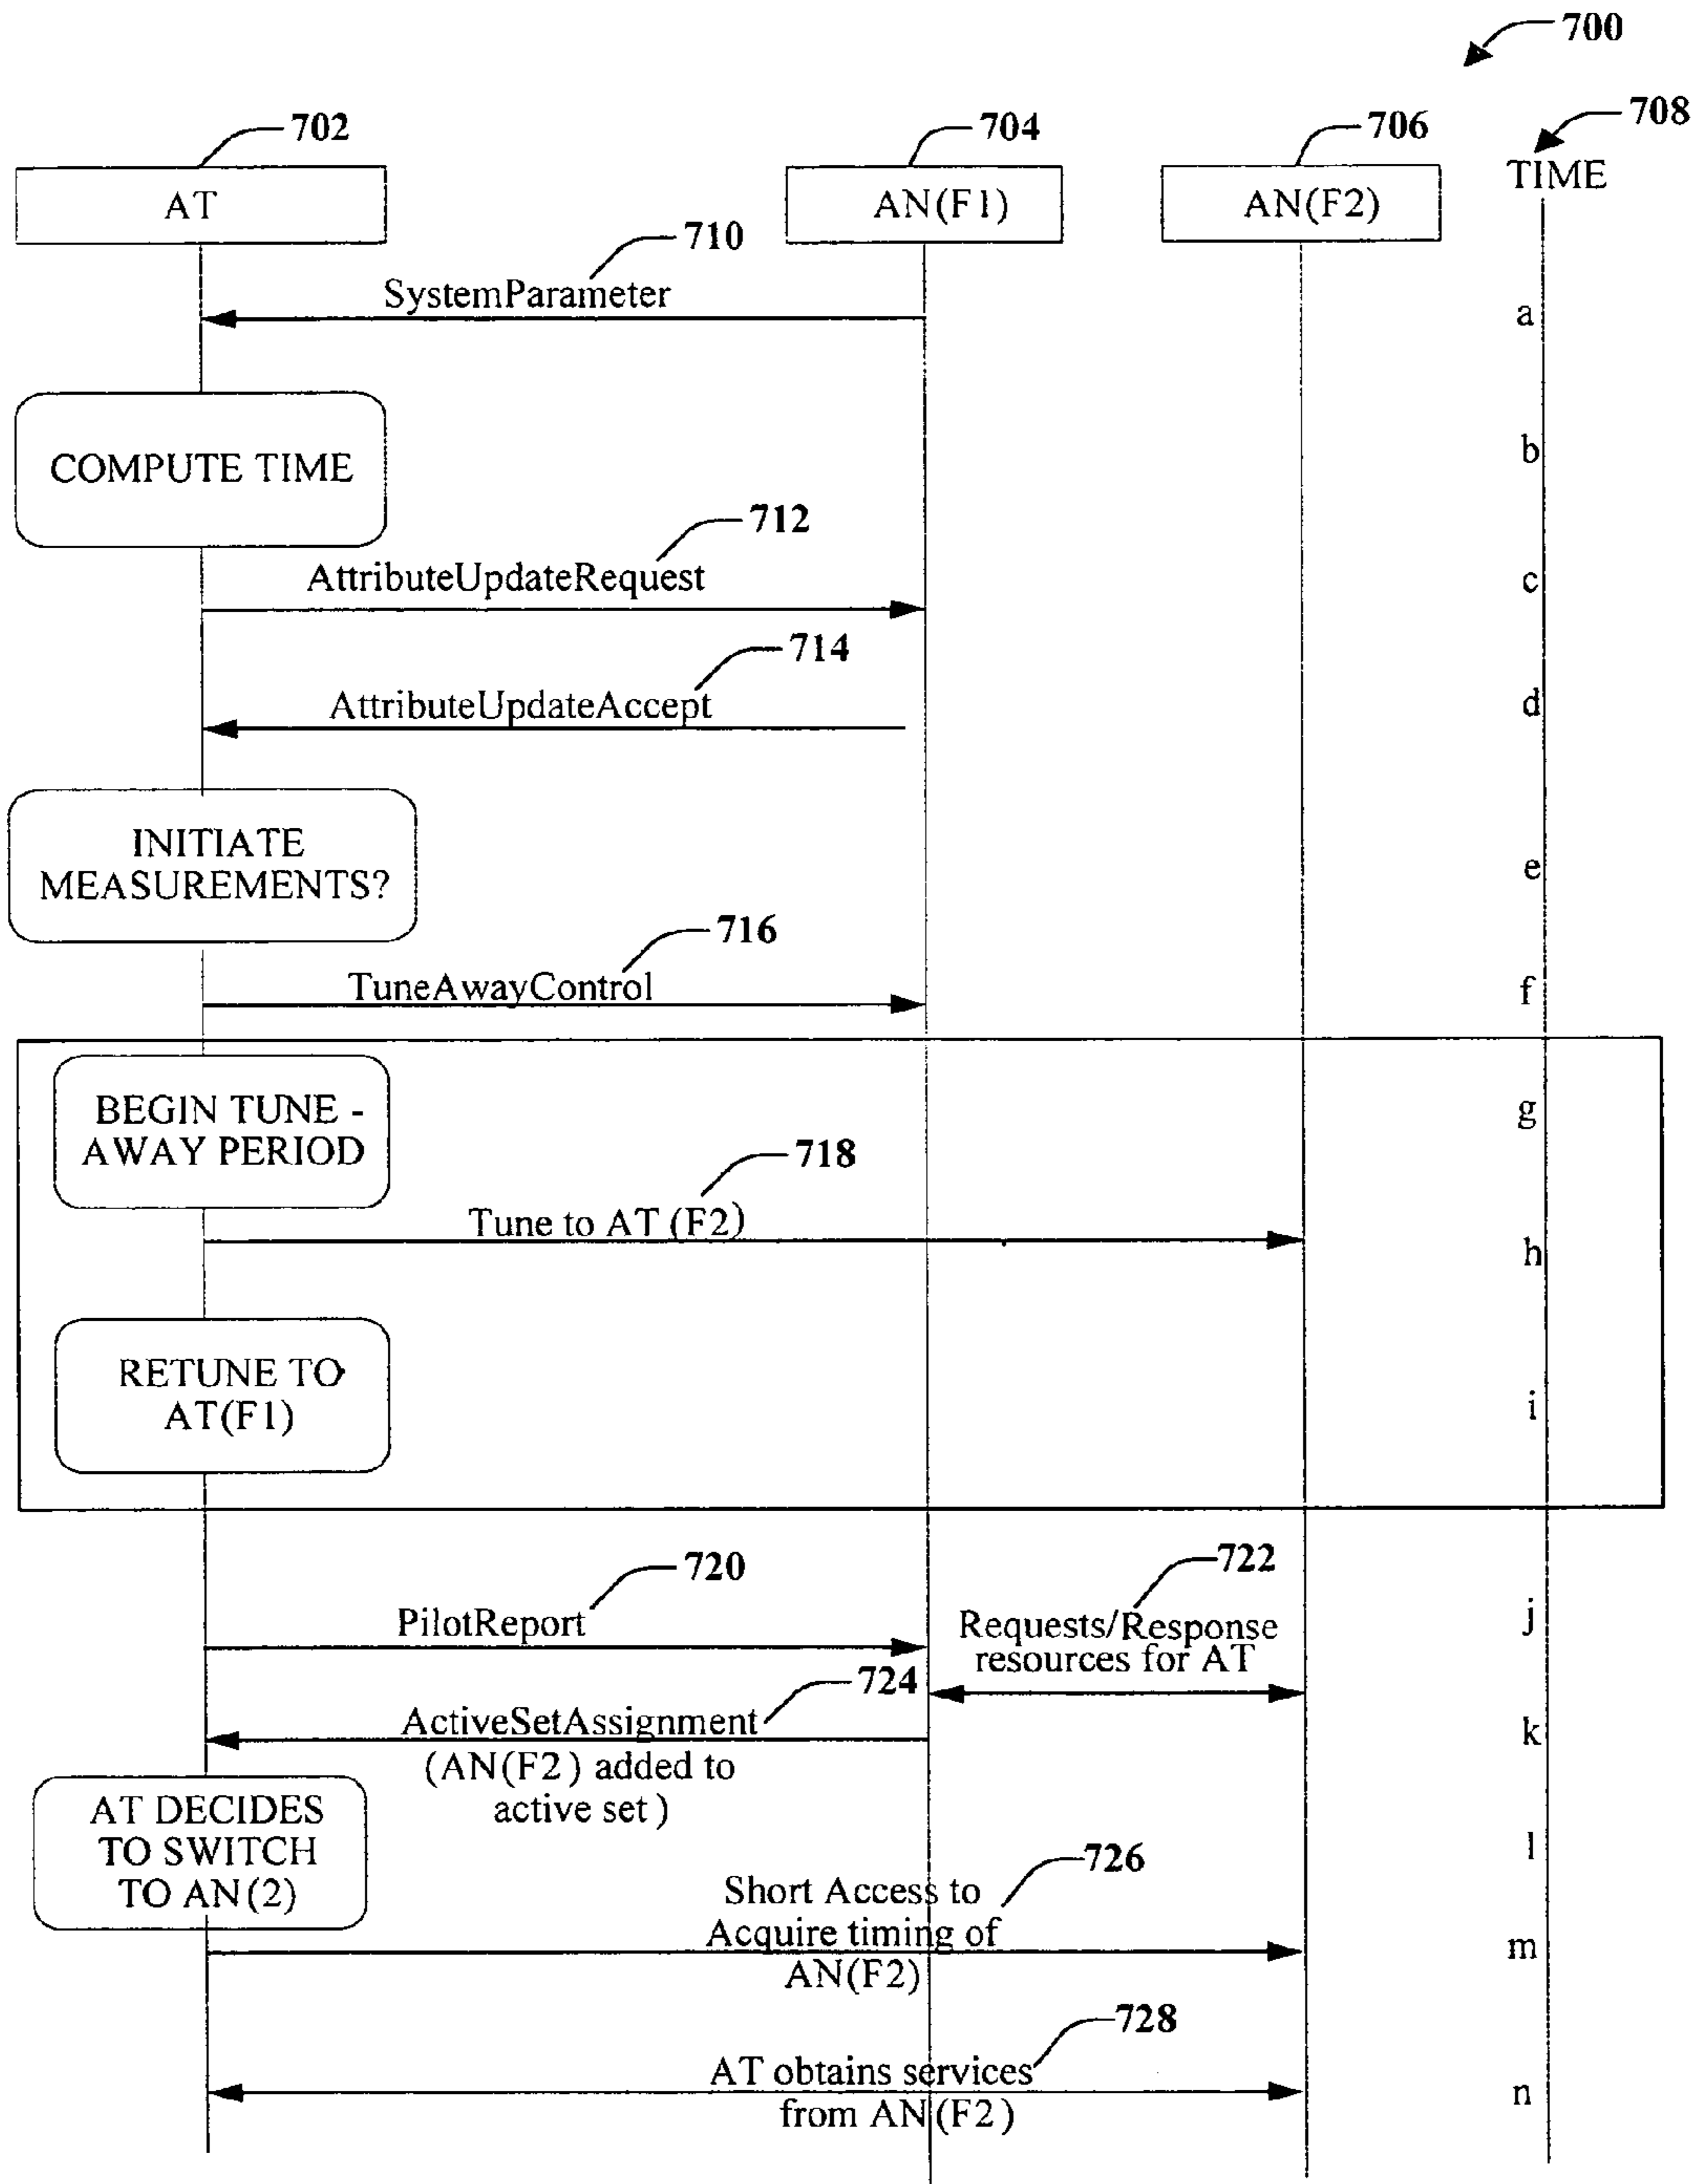 700
702
704
706
708
AT
AN(F1)
AN(F2)
TIME
710
SystemParameter
a
COMPUTE TIME
b
712
AttributeUpdateRequest
c
714
AttributeUpdateAccept
d
INITIATE
MEASUREMENTS?
e
716
TuneAwayControl
f
BEGIN TUNE -
AWAY PERIOD
g
718
Tune to AT (F2)
h
RETUNE TO
AT(F1)
i
720
PilotReport
722
Requests/Response
resources for AT
j
724
ActiveSetAssignment
(AN(F2) added to
active set)
k
AT DECIDES
TO SWITCH
TO AN(2)
l
726
Short Access to
Acquire timing of
AN(F2)
m
728
AT obtains services
from AN(F2)
n